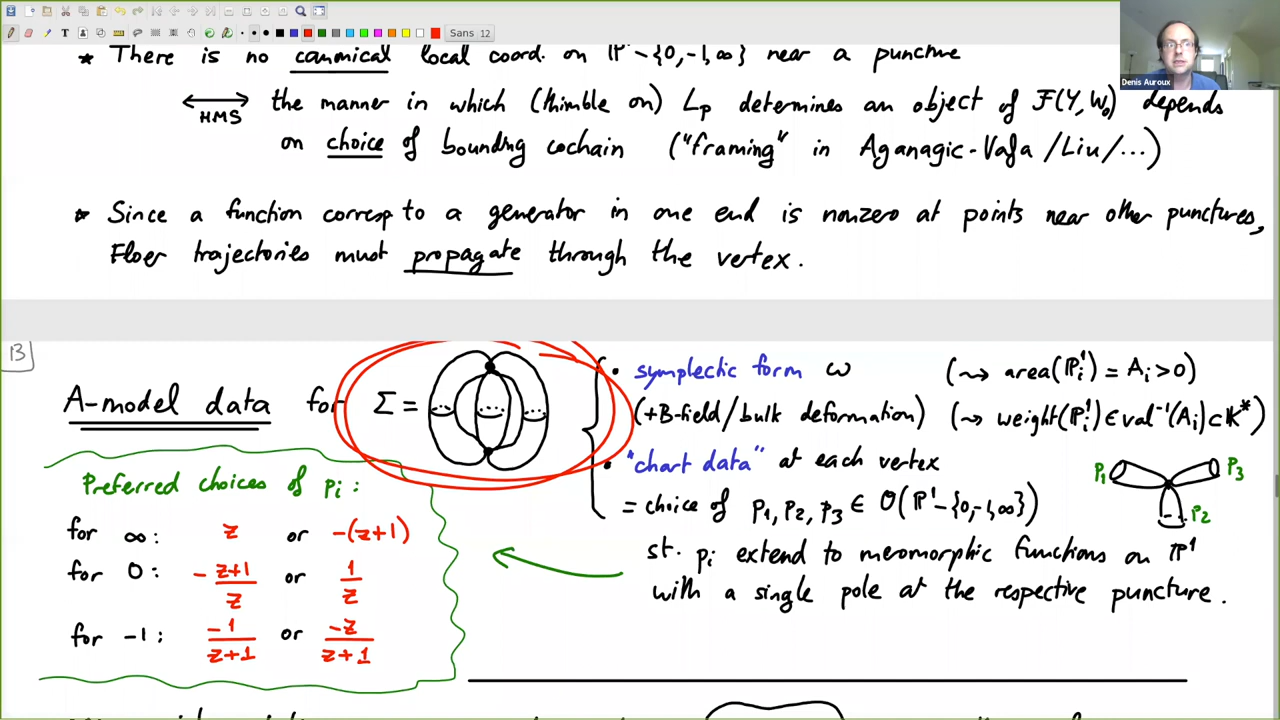 Sans 12
Denis Auroux
* There is no canonical local coord. on ℙ¹-{0,-1,∞} near a puncture
⟷ HMS the manner in which (thimble on) Lp determines an object of F(Y,W₀) depends
on choice of bounding cochain ("framing" in Aganagic-Vafa/Liu/...)
* Since a function corresp to a generator in one end is nonzero at points near other punctures,
Floer trajectories must propagate through the vertex.
13
A-model data for Σ =
• symplectic form ω (⇝ area(ℙ¹ᵢ) = Aᵢ > 0)
(+B-field/bulk deformation) (⇝ weight(ℙ¹ᵢ) ∈ val⁻¹(Aᵢ) ⊂ K*)
• "chart data" at each vertex
= choice of p₁, p₂, p₃ ∈ O(ℙ¹-{0,-1,∞})
st. pᵢ extend to meromorphic functions on ℙ¹
with a single pole at the respective puncture.
P₁ P₃
P₂
Preferred choices of pᵢ:
for ∞: z or -(z+1)
for 0: -(z+1)/z or 1/z
for -1: -1/(z+1) or -z/(z+1)